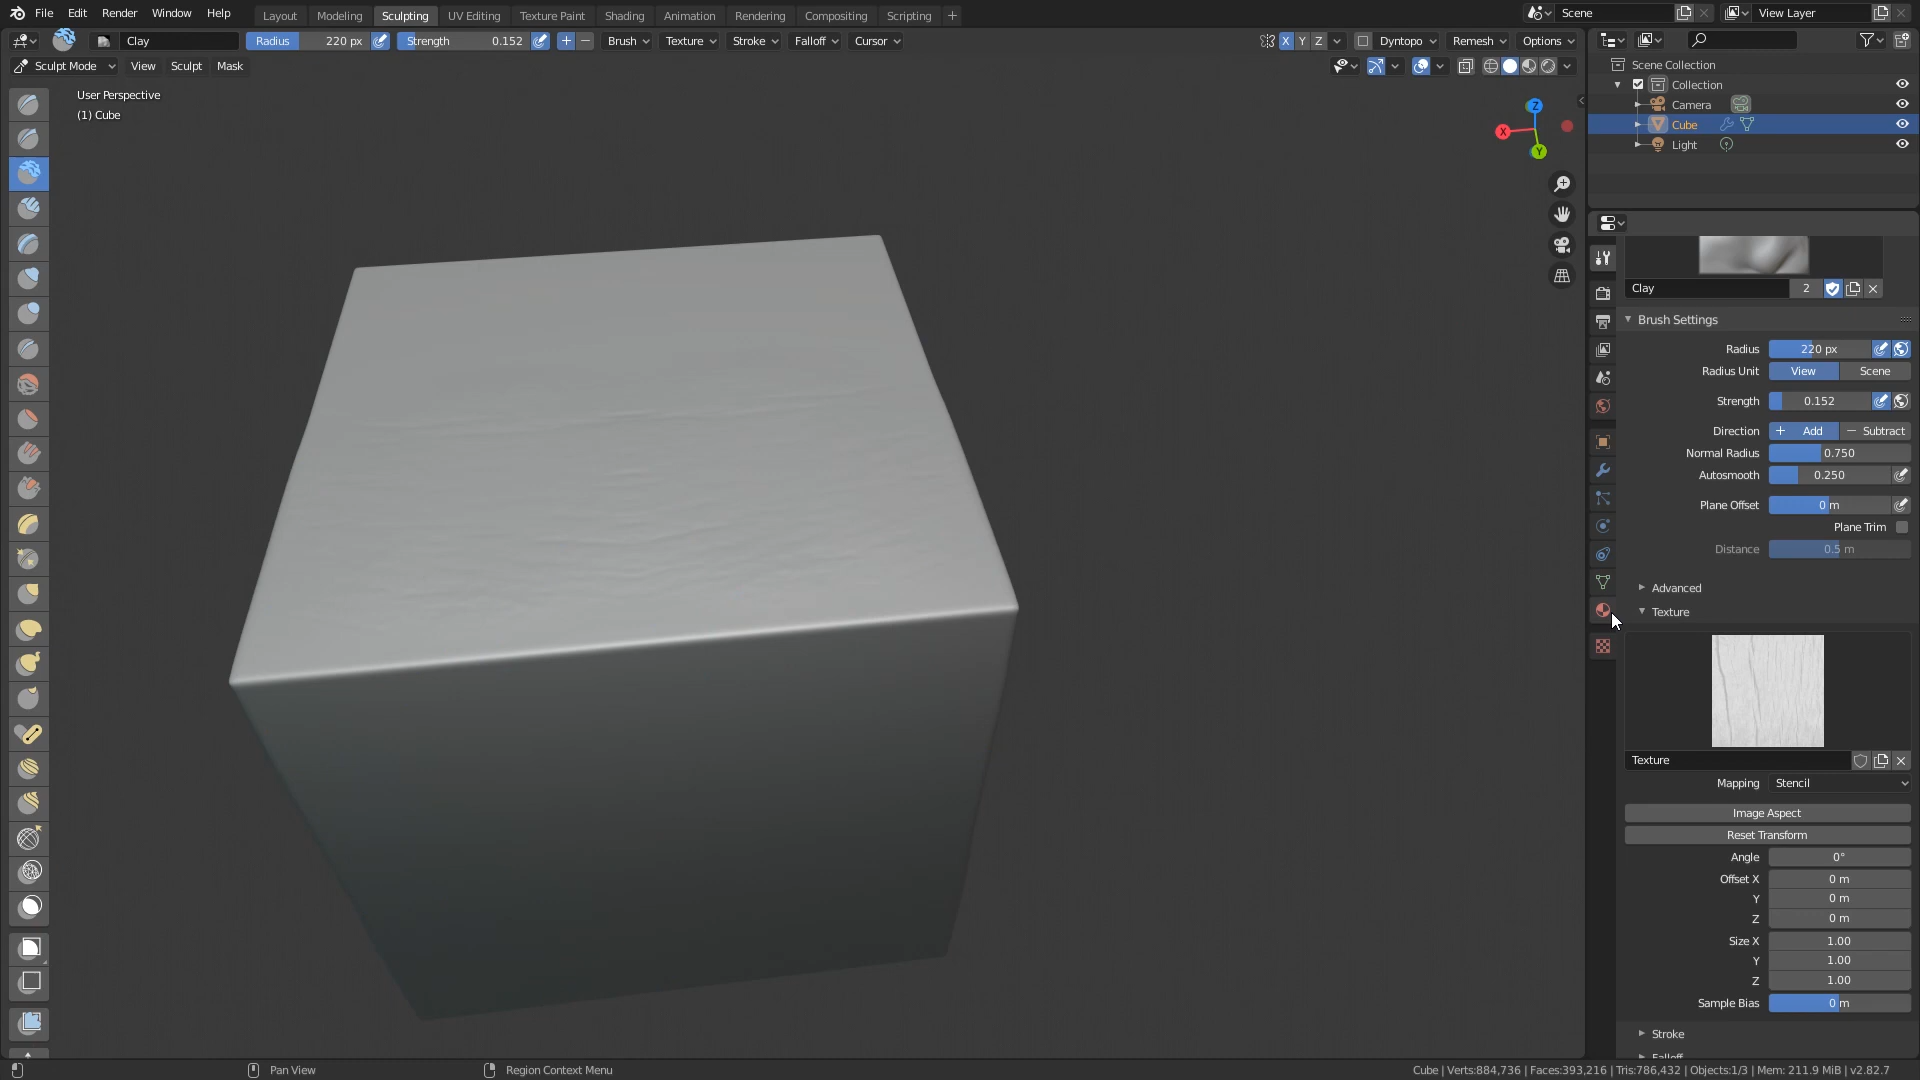 File Edit Render Window Help Layout Modeling Sculpting UV Editing Texture Paint Shading Animation Rendering Compositing Scripting + Scene View Layer
Clay Radius 220 px Strength 0.152 + − Brush Texture Stroke Falloff Cursor X Y Z Dyntopo Remesh Options
Sculpt Mode View Sculpt Mask
User Perspective
(1) Cube
Z
X
Y
Scene Collection
Collection
Camera
Cube
Light
Clay 2
Brush Settings
Radius 220 px
Radius Unit View Scene
Strength 0.152
Direction + Add − Subtract
Normal Radius 0.750
Autosmooth 0.250
Plane Offset 0 m
Plane Trim
Distance 0.5 m
Advanced
Texture
Texture
Mapping Stencil
Image Aspect
Reset Transform
Angle 0°
Offset X 0 m
Y 0 m
Z 0 m
Size X 1.00
Y 1.00
Z 1.00
Sample Bias 0 m
Stroke
Falloff
Pan View Region Context Menu Cube | Verts:884,736 | Faces:393,216 | Tris:786,432 | Objects:1/3 | Mem: 211.9 MiB | v2.82.7